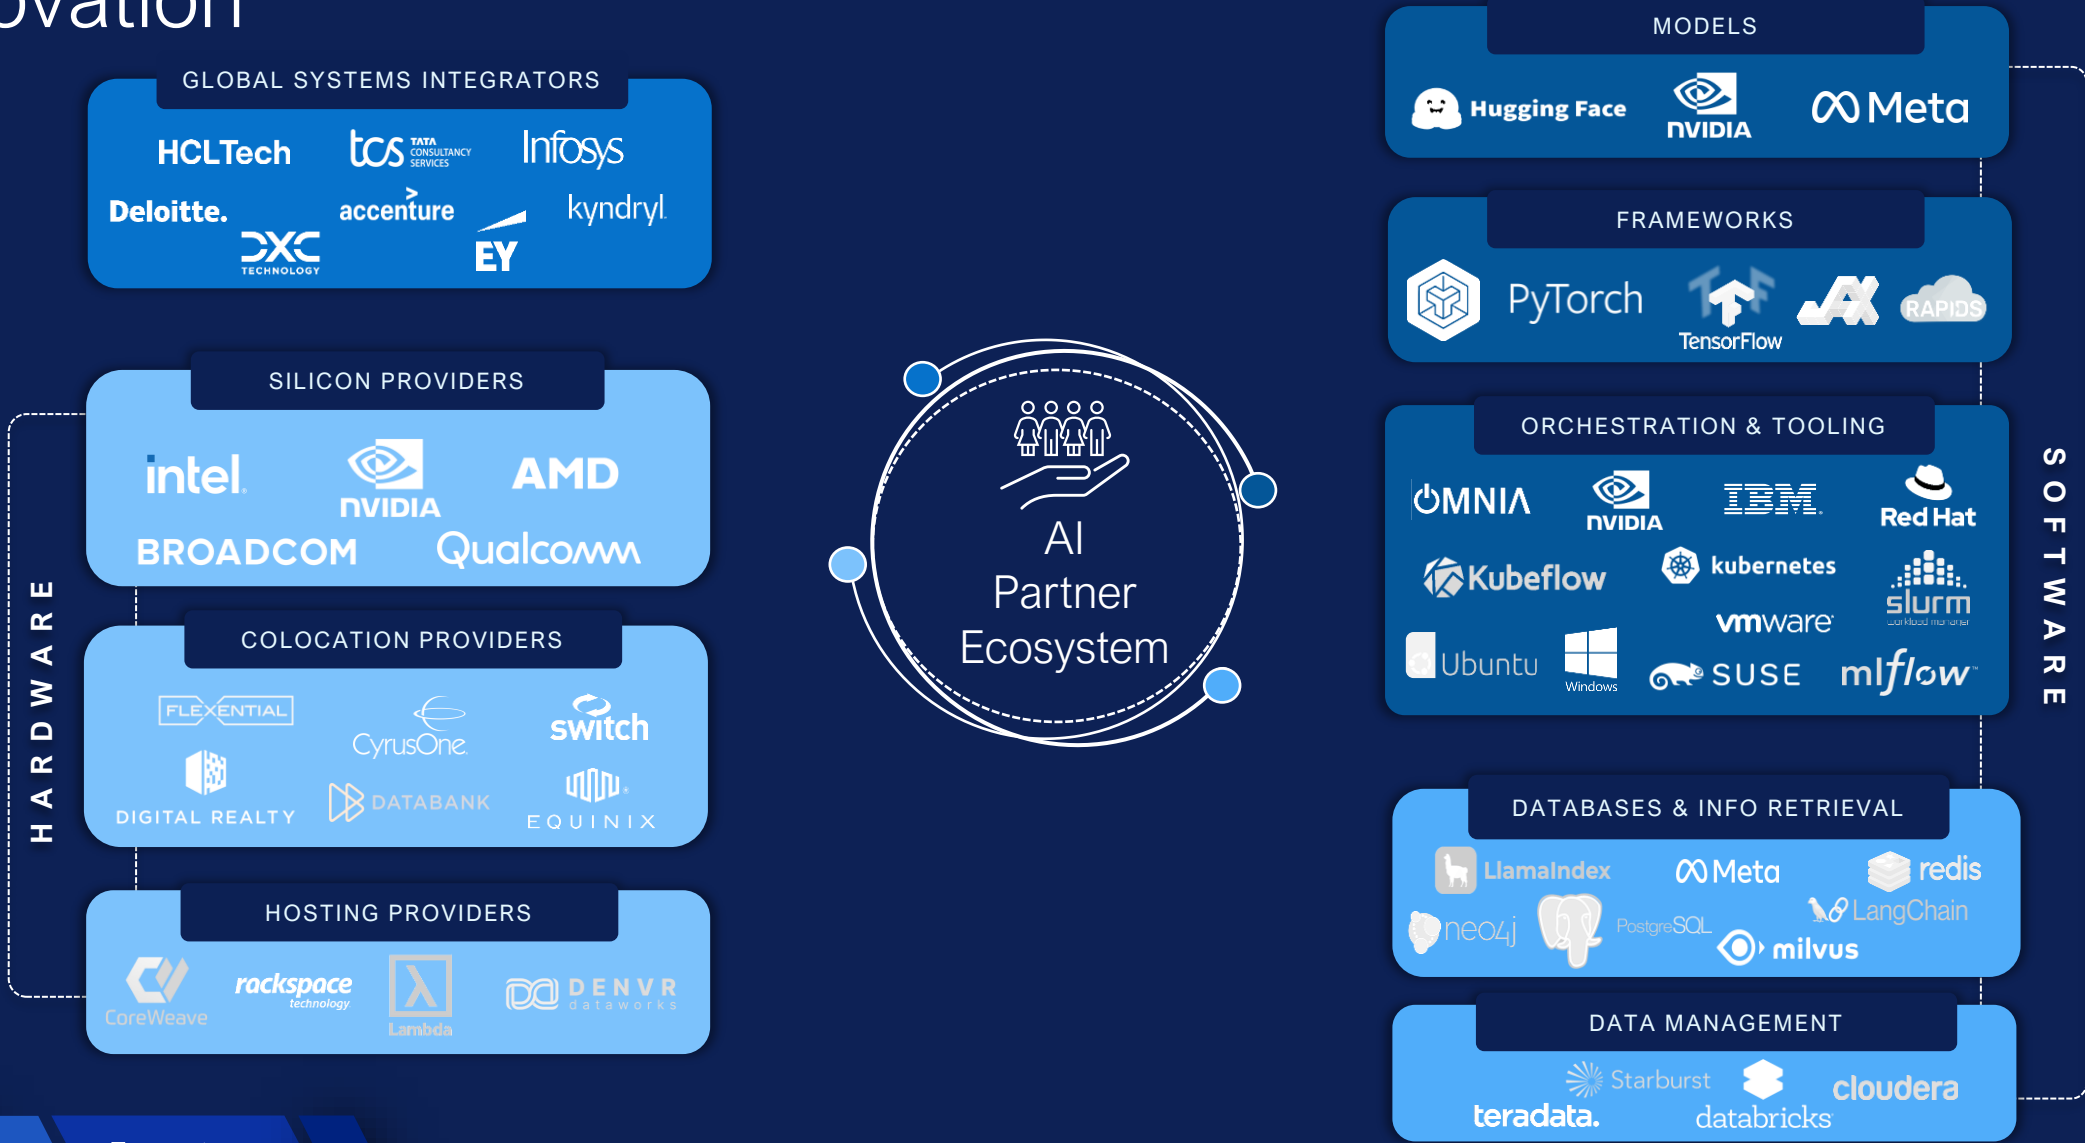 GLOBAL SYSTEMS INTEGRATORS
HCLTech
tcs TATA CONSULTANCY SERVICES
Infosys
Deloitte.
accenture
kyndryl
DXC TECHNOLOGY
EY
HARDWARE
SILICON PROVIDERS
intel
NVIDIA
AMD
BROADCOM
Qualcomm
COLOCATION PROVIDERS
FLEXENTIAL
CyrusOne
switch
DIGITAL REALTY
DATABANK
EQUINIX
HOSTING PROVIDERS
CoreWeave
rackspace technology
Lambda
DENVR dataworks
AI
Partner
Ecosystem
MODELS
Hugging Face
NVIDIA
Meta
FRAMEWORKS
PyTorch
TensorFlow
JAX
RAPIDS
ORCHESTRATION & TOOLING
OMNIA
NVIDIA
IBM
Red Hat
Kubeflow
kubernetes
slurm workload manager
vmware
Ubuntu
Windows
SUSE
mlflow
SOFTWARE
DATABASES & INFO RETRIEVAL
LlamaIndex
Meta
redis
neo4j
PostgreSQL
LangChain
milvus
DATA MANAGEMENT
Starburst
teradata.
databricks
cloudera